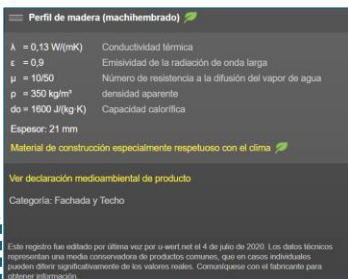 Perfil de madera (machihembrado)
λ = 0,13 W/(mK) Conductividad térmica
ε = 0,9 Emisividad de la radiación de onda larga
μ = 10/50 Número de resistencia a la difusión del vapor de agua
ρ = 350 kg/m³ densidad aparente
do = 1600 J/(kg·K) Capacidad calorífica
Espesor: 21 mm
Material de construcción especialmente respetuoso con el clima
Ver declaración medioambiental de producto
Categoría: Fachada y Techo
Este registro fue editado por última vez por u-wert.net el 4 de julio de 2020. Los datos técnicos
representan una media conservadora de productos comunes, que en casos individuales
pueden diferir significativamente de los valores reales. Comuníquese con el fabricante para
obtener información.